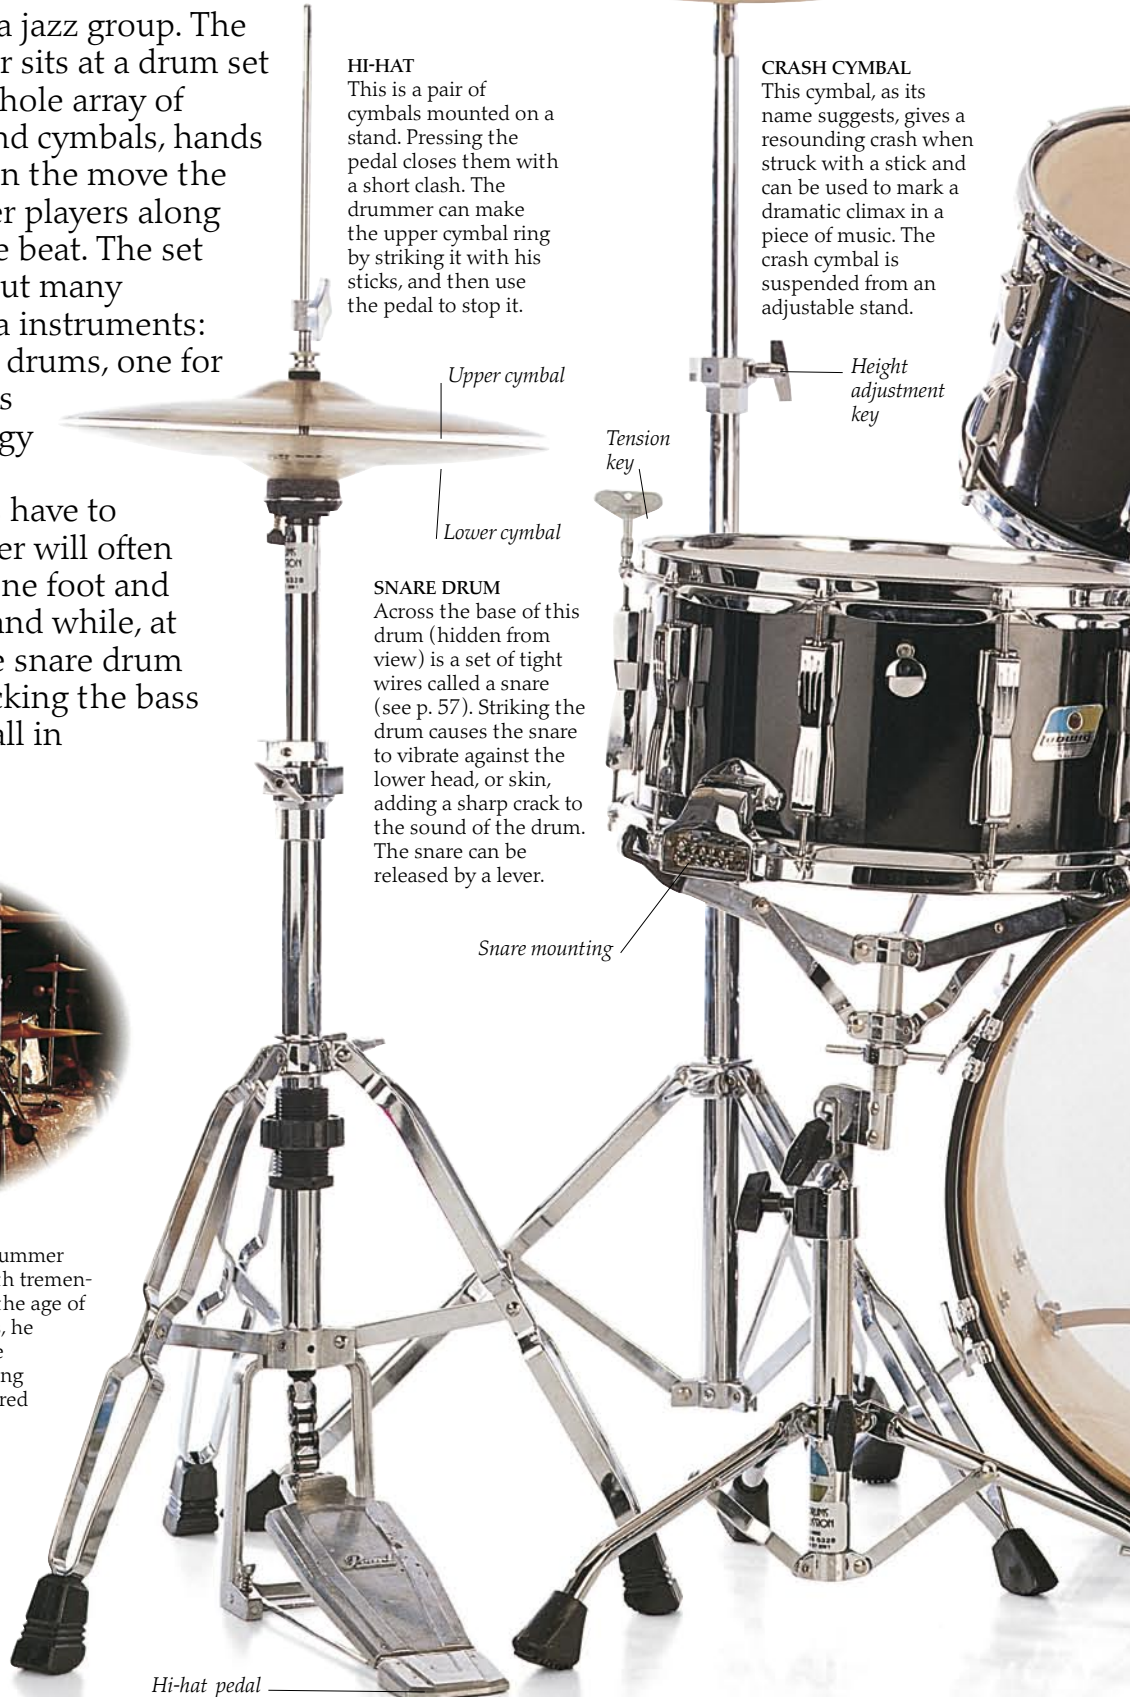 a jazz group. The
r sits at a drum set
hole array of
nd cymbals, hands
n the move the
er players along
e beat. The set
ut many
a instruments:
drums, one for
s
gy
have to
er will often
ne foot and
and while, at
e snare drum
cking the bass
all in
HI-HAT
This is a pair of
cymbals mounted on a
stand. Pressing the
pedal closes them with
a short clash. The
drummer can make
the upper cymbal ring
by striking it with his
sticks, and then use
the pedal to stop it.
CRASH CYMBAL
This cymbal, as its
name suggests, gives a
resounding crash when
struck with a stick and
can be used to mark a
dramatic climax in a
piece of music. The
crash cymbal is
suspended from an
adjustable stand.
Upper cymbal
Height
adjustment
key
Tension
key
Lower cymbal
SNARE DRUM
Across the base of this
drum (hidden from
view) is a set of tight
wires called a snare
(see p. 57). Striking the
drum causes the snare
to vibrate against the
lower head, or skin,
adding a sharp crack to
the sound of the drum.
The snare can be
released by a lever.
Ludwig
Snare mounting
ummer
th tremen-
the age of
, he
e
ng
red
Pearl
Hi-hat pedal